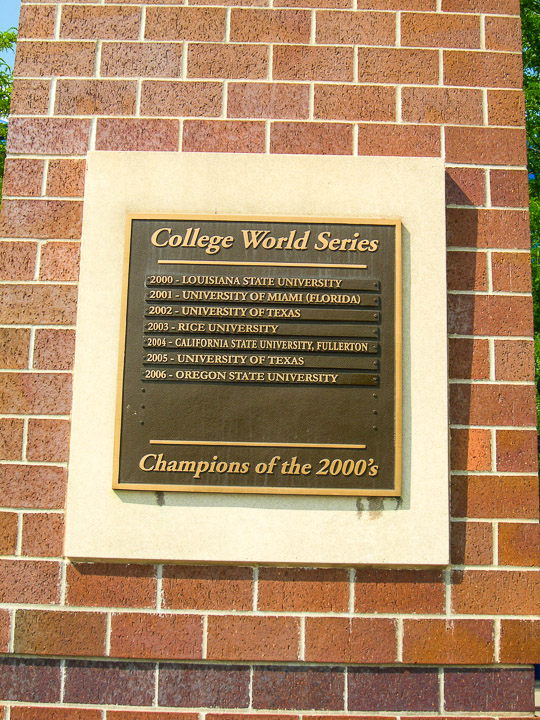 College World Series
2000 - LOUISIANA STATE UNIVERSITY
2001 - UNIVERSITY OF MIAMI (FLORIDA)
2002 - UNIVERSITY OF TEXAS
2003 - RICE UNIVERSITY
2004 - CALIFORNIA STATE UNIVERSITY, FULLERTON
2005 - UNIVERSITY OF TEXAS
2006 - OREGON STATE UNIVERSITY
Champions of the 2000's